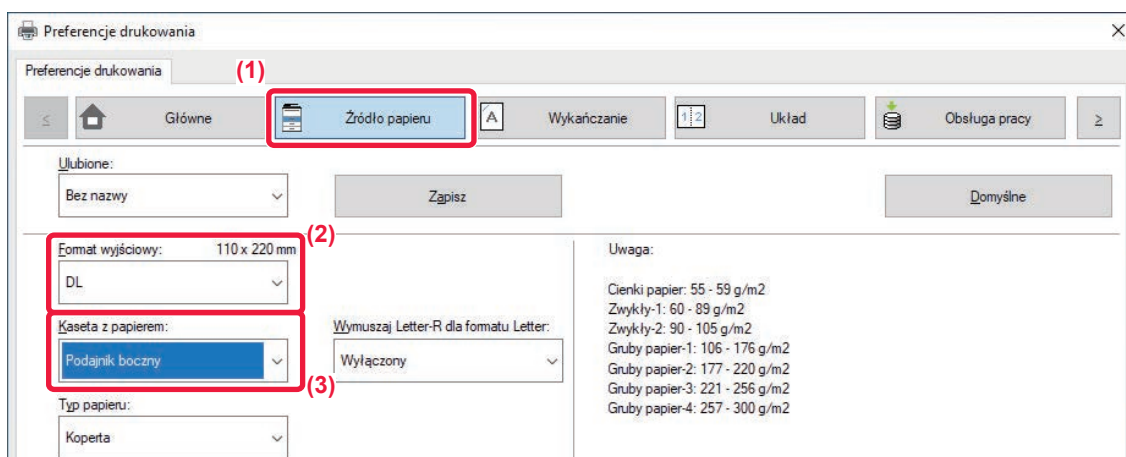 Preferencje drukowania
Preferencje drukowania
(1)
< Główne Źródło papieru A Wykańczanie 1 2 Układ Obsługa pracy >
Ulubione:
Bez nazwy Zapisz Domyślne
(2)
Format wyjściowy: 110 x 220 mm
DL
Kaseta z papierem: Wymuszaj Letter-R dla formatu Letter:
Podajnik boczny Wyłączony
(3)
Typ papieru:
Koperta
Uwaga:
Cienki papier: 55 - 59 g/m2
Zwykły-1: 60 - 89 g/m2
Zwykły-2: 90 - 105 g/m2
Gruby papier-1: 106 - 176 g/m2
Gruby papier-2: 177 - 220 g/m2
Gruby papier-3: 221 - 256 g/m2
Gruby papier-4: 257 - 300 g/m2